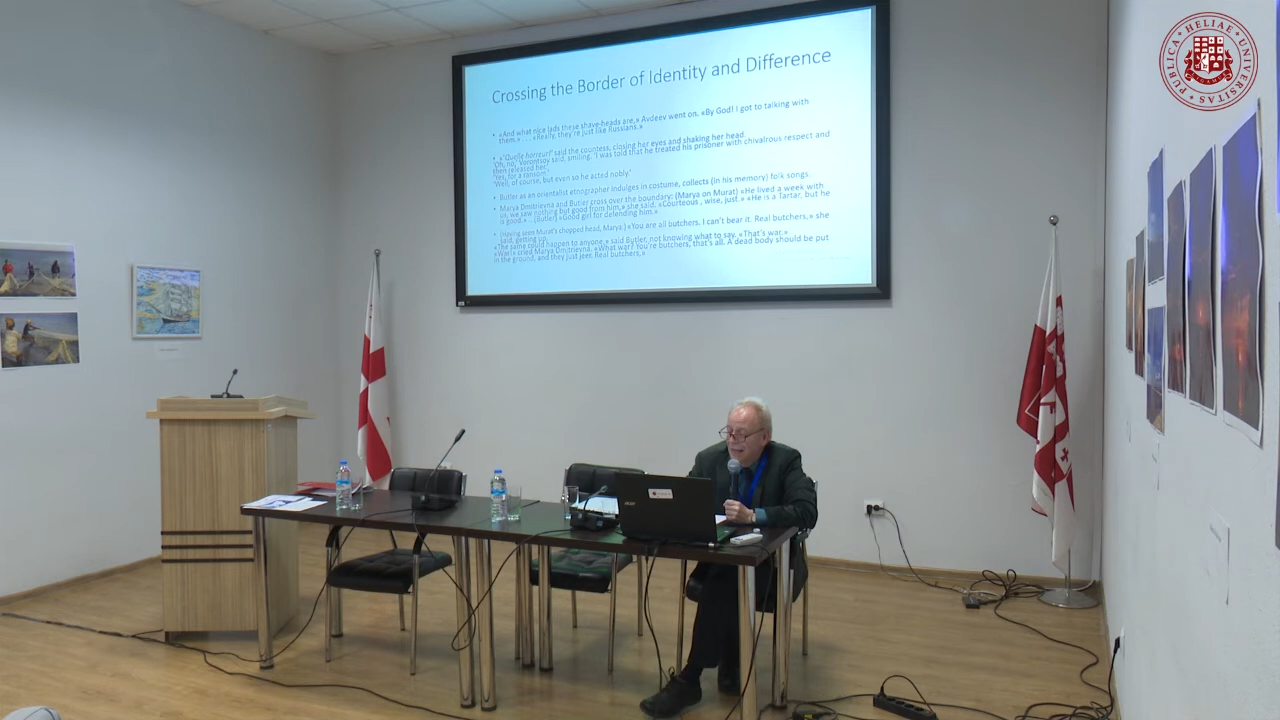 Crossing the Border of Identity and Difference
• «And what nice lads these shave-heads are,» Avdeev went on. «By God! I got to talking with
them.» . . . «Really, they're just like Russians.»
• «'Quelle horreur!' said the countess, closing her eyes and shaking her head.
'Oh, no,' Vorontsov said, smiling. 'I was told that he treated his prisoner with chivalrous respect and
then released her.'
'Yes, for a ransom.'
'Well, of course, but even so he acted nobly.'
• Butler as an orientalist etnographer indulges in costume, collects (in his memory) folk songs.
• Marya Dmitrievna and Butler cross over the boundary: (Marya on Murat) «He lived a week with
us, we saw nothing but good from him,» she said. «Courteous , wise, just.» «He is a Tartar, but he
is good.» . . (Butler) «Good girl for defending him.»
• (Having seen Murat's chopped head, Marya:) «You are all butchers. I can't bear it. Real butchers,» she
said, getting up.
«The same could happen to anyone,» said Butler, not knowing what to say. «That's war.»
«War!» cried Marya Dmitrievna. «What war? You're butchers, that's all. A dead body should be put
in the ground, and they just jeer. Real butchers,»
PUBLICA HELIAE UNIVERSITAS
acer